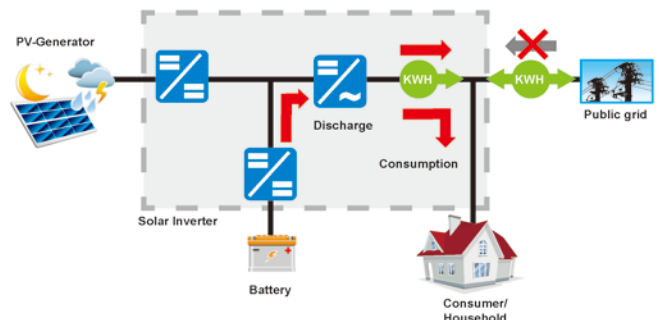 PV-Generator
KWH
KWH
Public grid
Discharge
Consumption
Solar Inverter
Battery
Consumer/
Household